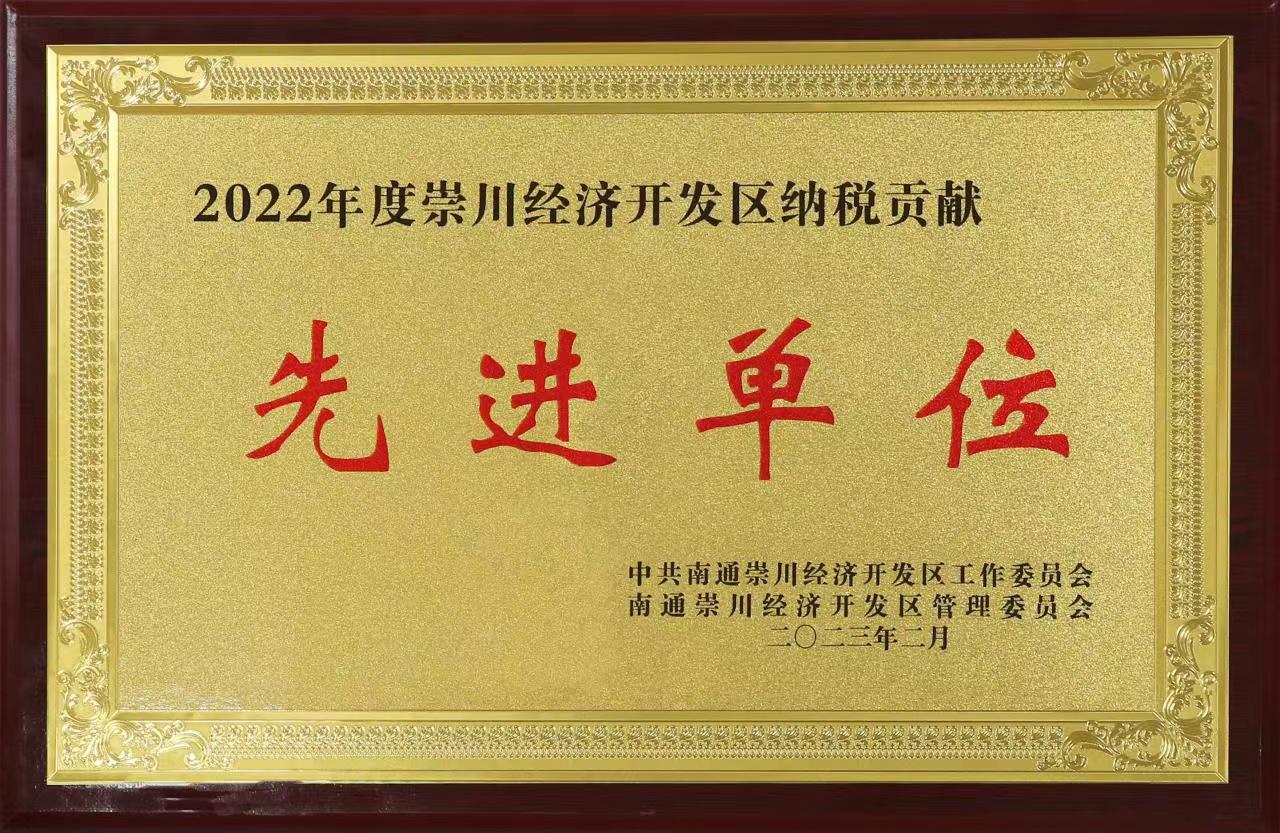 2022年度崇川经济开发区纳税贡献
先进单位
中共南通崇川经济开发区工作委员会
南通崇川经济开发区管理委员会
二〇二三年二月